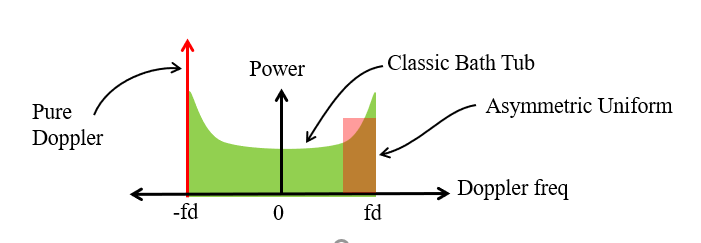 Classic Bath Tub
Power
Asymmetric Uniform
Pure
Doppler
Doppler freq
-fd
0
fd